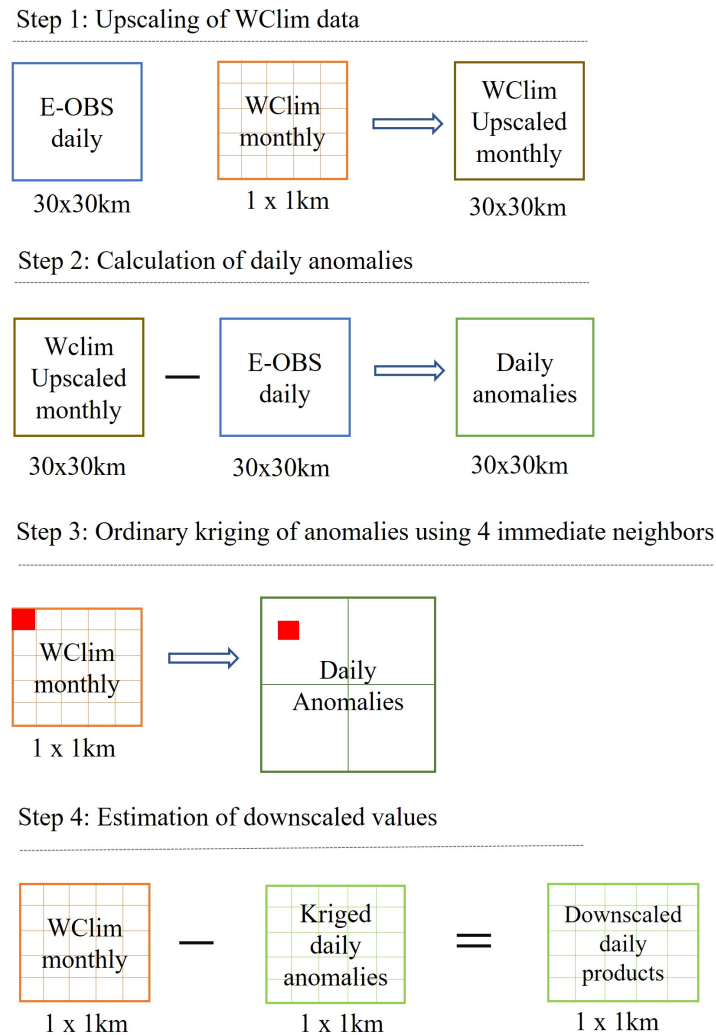 Step 1: Upscaling of WClim data
E-OBS
daily
30x30km
WClim
monthly
1 x 1km
WClim
Upscaled
monthly
30x30km
Step 2: Calculation of daily anomalies
Wclim
Upscaled
monthly
30x30km
—
E-OBS
daily
30x30km
Daily
anomalies
30x30km
Step 3: Ordinary kriging of anomalies using 4 immediate neighbors
WClim
monthly
1 x 1km
Daily
Anomalies
Step 4: Estimation of downscaled values
WClim
monthly
1 x 1km
—
Kriged
daily
anomalies
1 x 1km
=
Downscaled
daily
products
1 x 1km